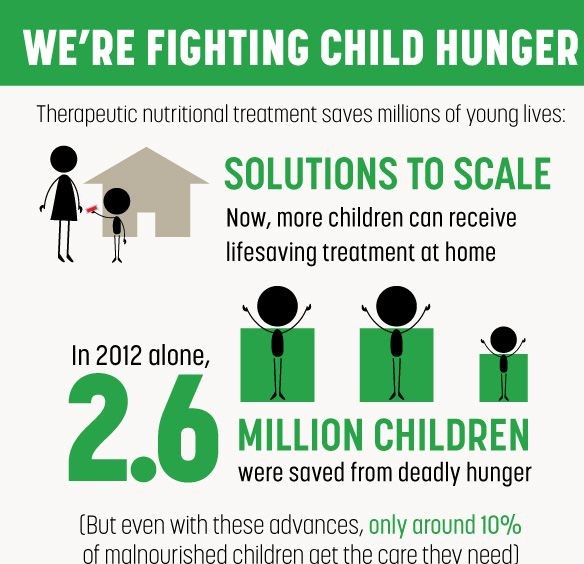 WE'RE FIGHTING CHILD HUNGER
Therapeutic nutritional treatment saves millions of young lives:
SOLUTIONS TO SCALE
Now, more children can receive
lifesaving treatment at home
In 2012 alone,
2.6
MILLION CHILDREN
were saved from deadly hunger
(But even with these advances, only around 10%
of malnourished children get the care they need)